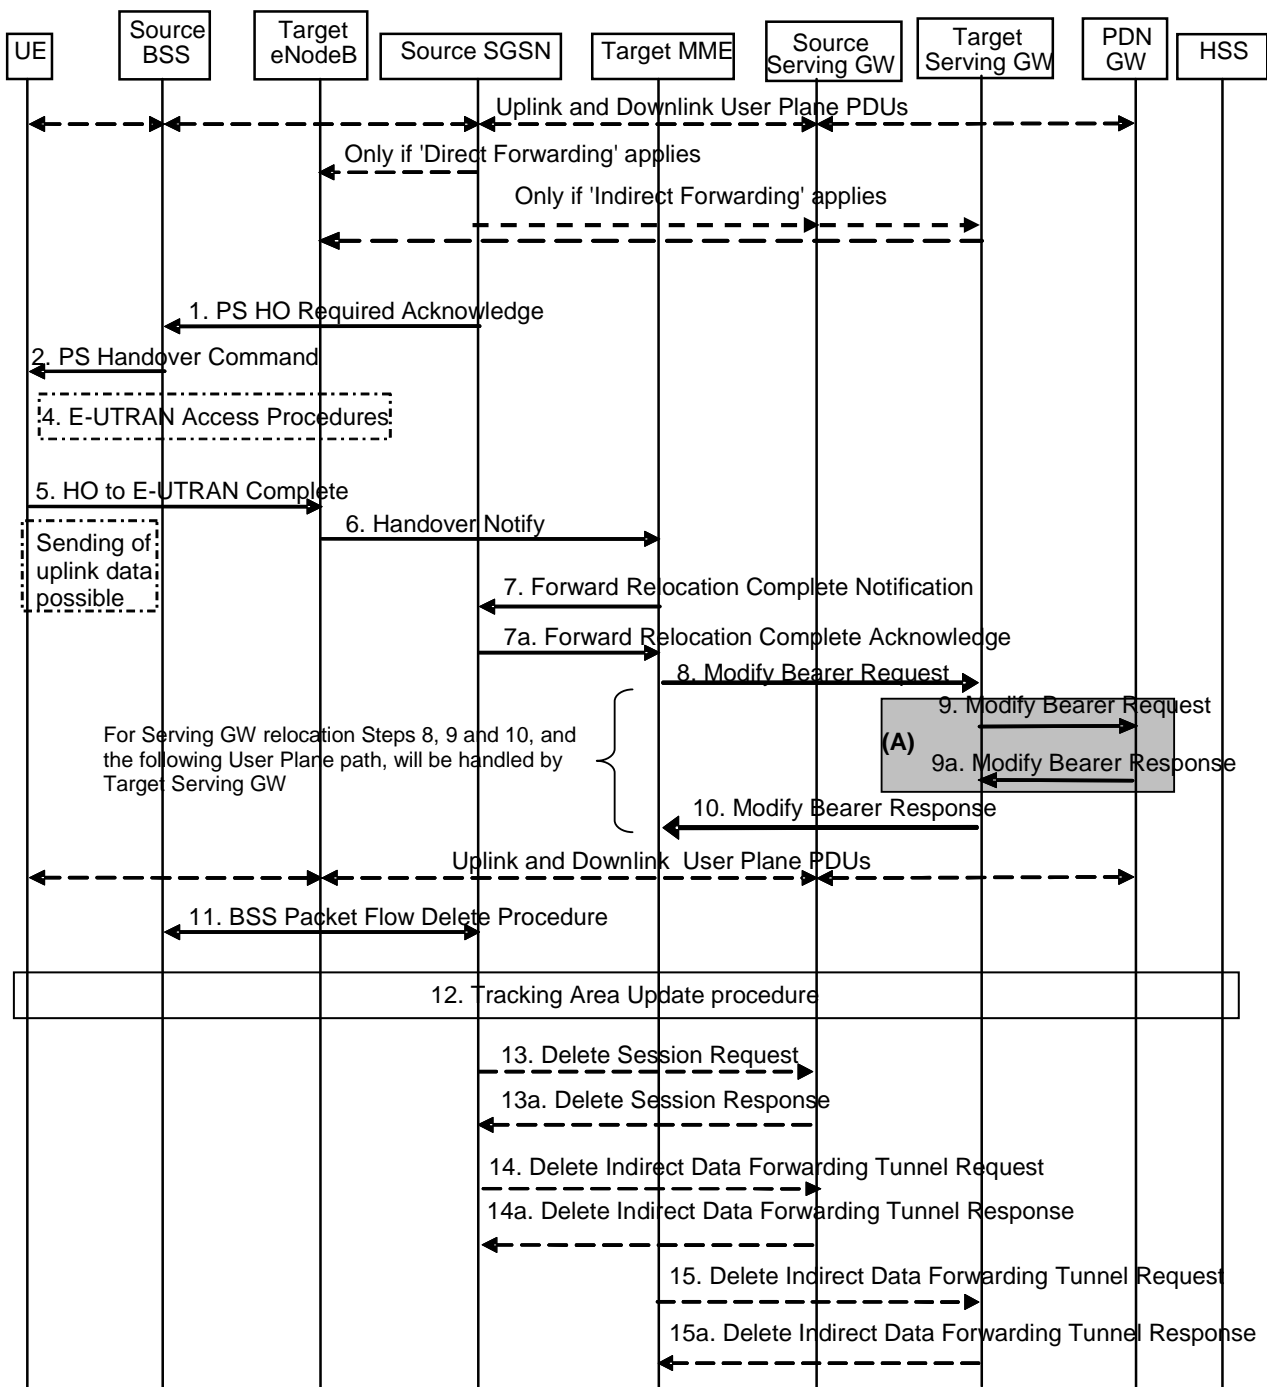 UE
Source
BSS
Target
eNodeB
Source SGSN
Target MME
Source
Serving GW
Target
Serving GW
PDN
GW
HSS
Uplink and Downlink User Plane PDUs
Only if 'Direct Forwarding' applies
Only if 'Indirect Forwarding' applies
1. PS HO Required Acknowledge
2. PS Handover Command
4. E-UTRAN Access Procedures
5. HO to E-UTRAN Complete
6. Handover Notify
Sending of
uplink data
possible
7. Forward Relocation Complete Notification
7a. Forward Relocation Complete Acknowledge
8. Modify Bearer Request
9. Modify Bearer Request
(A)
9a. Modify Bearer Response
For Serving GW relocation Steps 8, 9 and 10, and
the following User Plane path, will be handled by
Target Serving GW
10. Modify Bearer Response
Uplink and Downlink User Plane PDUs
11. BSS Packet Flow Delete Procedure
12. Tracking Area Update procedure
13. Delete Session Request
13a. Delete Session Response
14. Delete Indirect Data Forwarding Tunnel Request
14a. Delete Indirect Data Forwarding Tunnel Response
15. Delete Indirect Data Forwarding Tunnel Request
15a. Delete Indirect Data Forwarding Tunnel Response